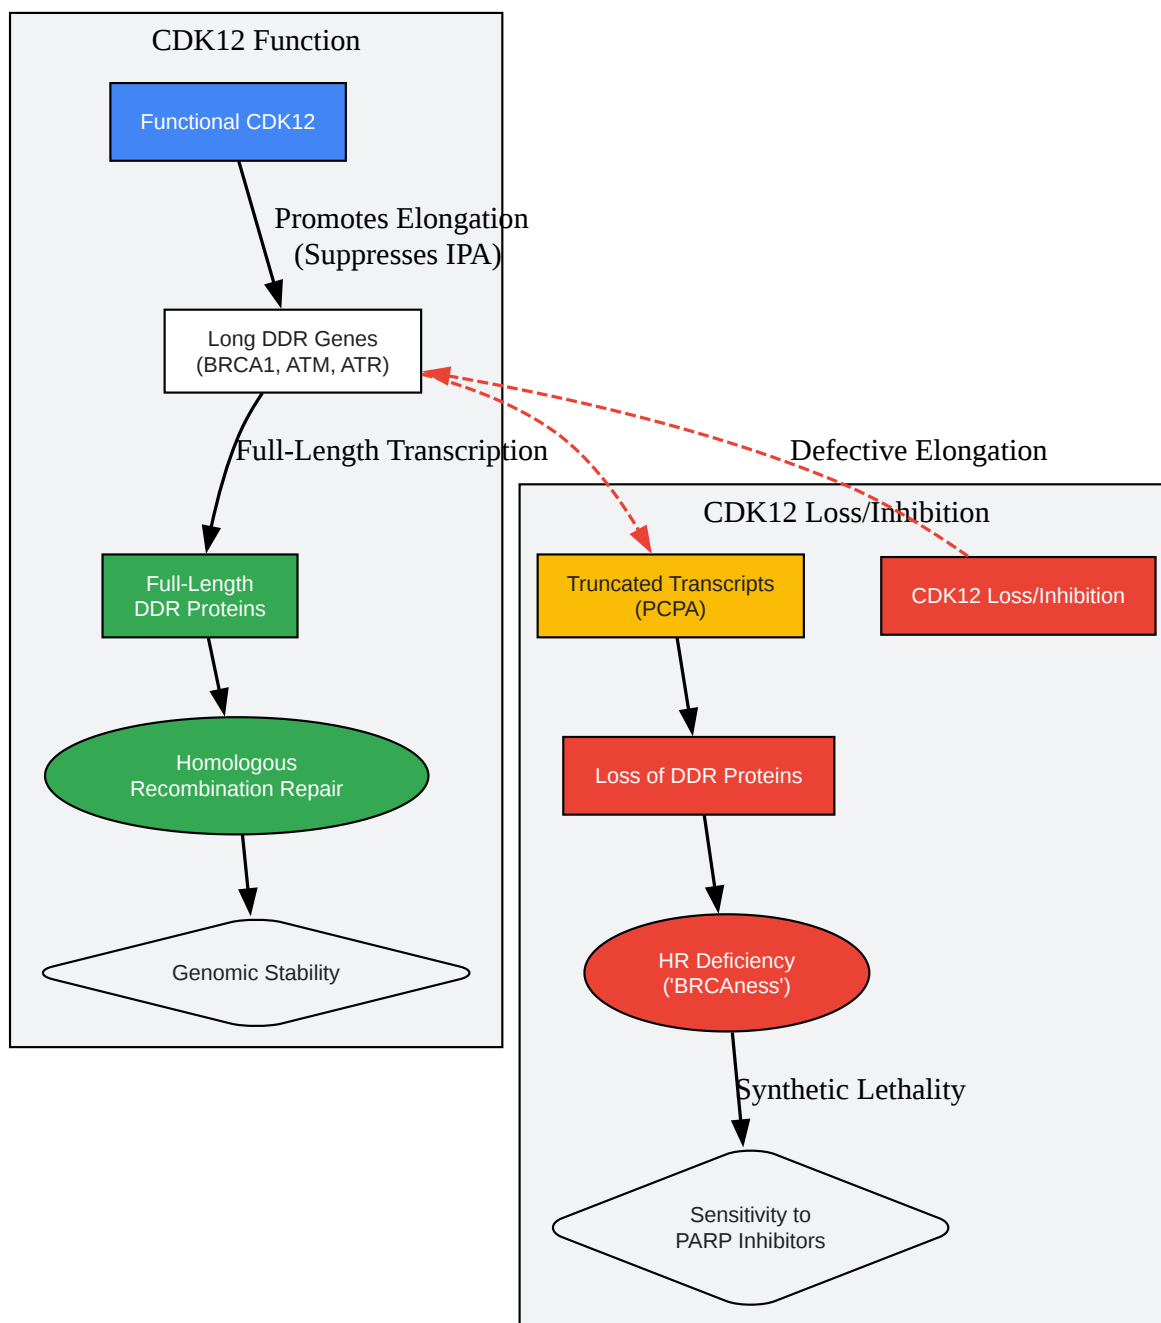 CDK12 Function
Functional CDK12
Promotes Elongation
(Suppresses IPA)
Long DDR Genes
(BRCA1, ATM, ATR)
Full-Length Transcription
Full-Length
DDR Proteins
Homologous
Recombination Repair
Genomic Stability
Defective Elongation
CDK12 Loss/Inhibition
Truncated Transcripts
(PCPA)
CDK12 Loss/Inhibition
Loss of DDR Proteins
HR Deficiency
('BRCAness')
Synthetic Lethality
Sensitivity to
PARP Inhibitors